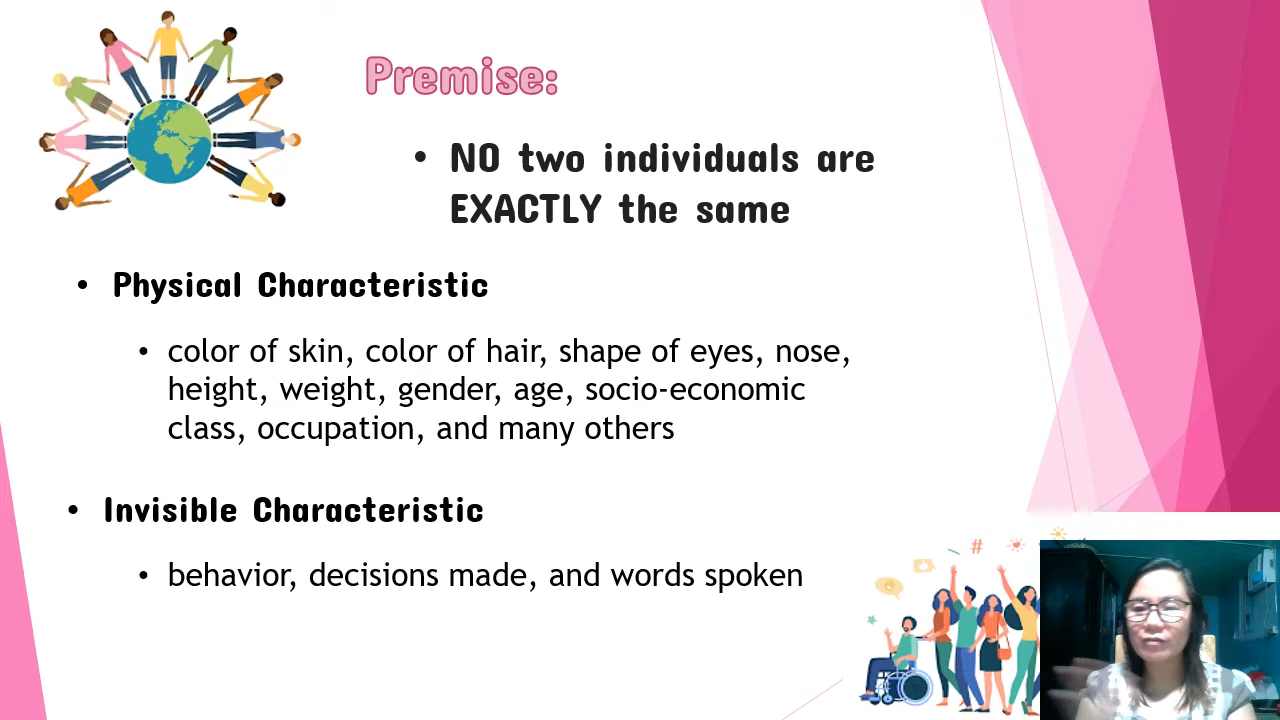 Premise:
• NO two individuals are
EXACTLY the same
• Physical Characteristic
• color of skin, color of hair, shape of eyes, nose,
height, weight, gender, age, socio-economic
class, occupation, and many others
• Invisible Characteristic
• behavior, decisions made, and words spoken
#